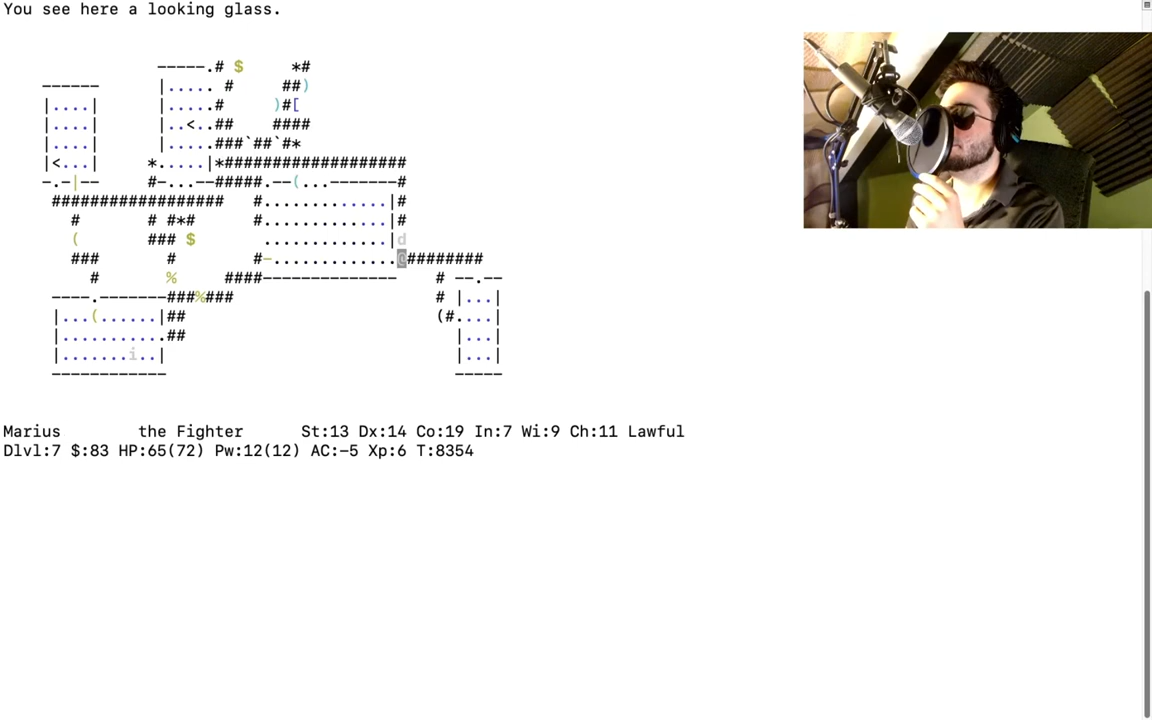 You see here a looking glass.
-----.# $ *#
------ |..... # ##)
|....| |.....# )#[
|....| |..<..## ####
|....| |.....###`##`#*
|<...| *.....|*####################
-.-|-- #-...--#####.--(...-------#
################## #.............|#
# # #*# #.............|#
( ### $ .............|d
### # #-.............@########
# % ####-------------- # --.--
----.-------###%### # |...|
|...(......|## (#....|
|...........## |...|
|.......i..| |...|
------------ -----
Marius the Fighter St:13 Dx:14 Co:19 In:7 Wi:9 Ch:11 Lawful
Dlvl:7 $:83 HP:65(72) Pw:12(12) AC:-5 Xp:6 T:8354